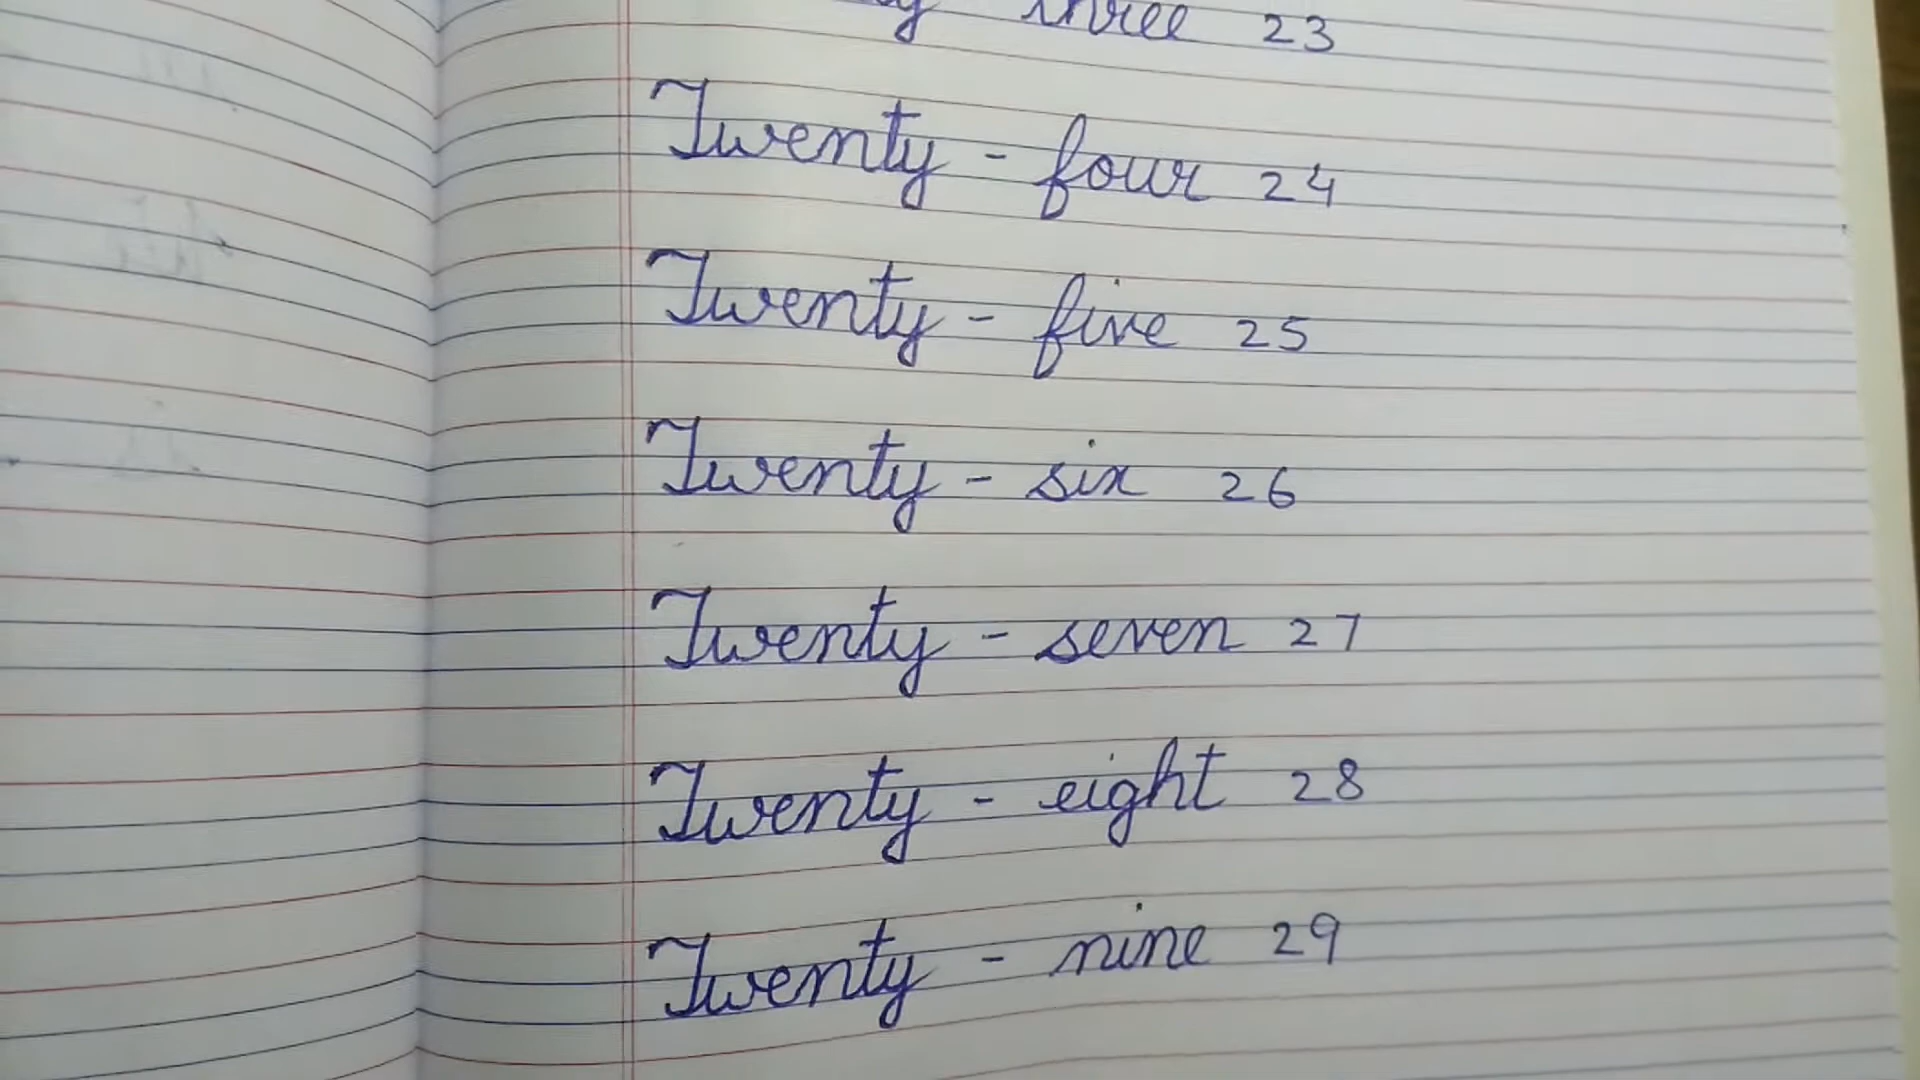 three 23
Twenty - four 24
Twenty - five 25
Twenty - six 26
Twenty - seven 27
Twenty - eight 28
Twenty - nine 29